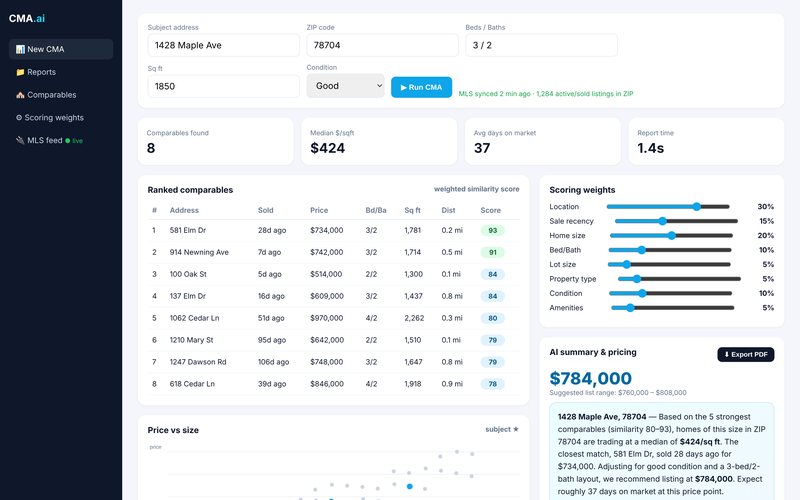 CMA.ai
📊 New CMA
📁 Reports
🏘️ Comparables
⚙ Scoring weights
🔌 MLS feed ● live
Subject address
1428 Maple Ave
ZIP code
78704
Beds / Baths
3 / 2
Sq ft
1850
Condition
Good
▶ Run CMA
MLS synced 2 min ago · 1,284 active/sold listings in ZIP
Comparables found
8
Median $/sqft
$424
Avg days on market
37
Report time
1.4s
Ranked comparables
weighted similarity score
# Address Sold Price Bd/Ba Sq ft Dist Score
1 581 Elm Dr 28d ago $734,000 3/2 1,781 0.2 mi 93
2 914 Newning Ave 7d ago $742,000 3/2 1,714 0.5 mi 91
3 100 Oak St 5d ago $514,000 2/2 1,300 0.1 mi 84
4 137 Elm Dr 16d ago $609,000 3/2 1,437 0.8 mi 84
5 1062 Cedar Ln 51d ago $970,000 4/2 2,262 0.3 mi 80
6 1210 Mary St 95d ago $642,000 2/2 1,510 0.1 mi 79
7 1247 Dawson Rd 106d ago $748,000 3/2 1,647 0.8 mi 79
8 618 Cedar Ln 39d ago $846,000 4/2 1,918 0.9 mi 78
Price vs size
subject ★
price
Scoring weights
Location 30%
Sale recency 15%
Home size 20%
Bed/Bath 10%
Lot size 5%
Property type 5%
Condition 10%
Amenities 5%
AI summary & pricing
⬇ Export PDF
$784,000
Suggested list range: $760,000 – $808,000
1428 Maple Ave, 78704 — Based on the 5 strongest
comparables (similarity 80–93), homes of this size in ZIP
78704 are trading at a median of $424/sq ft. The
closest match, 581 Elm Dr, sold 28 days ago for
$734,000. Adjusting for good condition and a 3-bed/2-
bath layout, we recommend listing at $784,000. Expect
roughly 37 days on market at this price point.